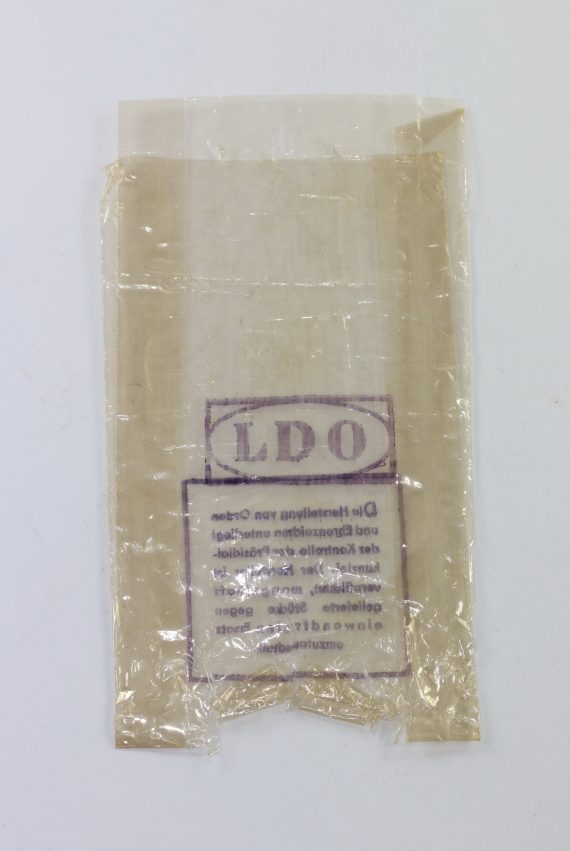 LDO
Die Herstellung von Orden
und Ehrenzeichen unterliegt
der Kontrolle der Präsidial-
kanzlei. Der Hersteller ist
verpflichtet, mangelhaft
gelieferte Stücke gegen
einwandfreien Ersatz
umzutauschen.